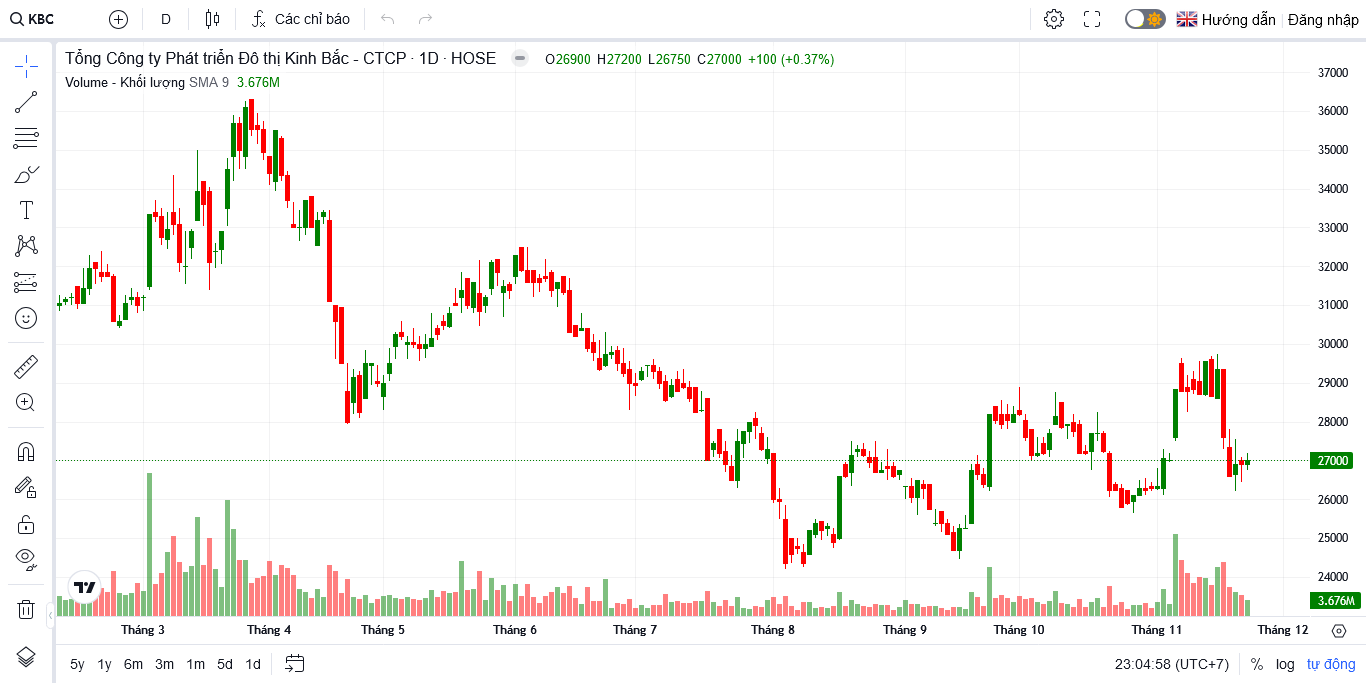 KBC D Các chỉ báo Hướng dẫn Đăng nhập
Tổng Công ty Phát triển Đô thị Kinh Bắc - CTCP · 1D · HOSE O26900 H27200 L26750 C27000 +100 (+0.37%)
Volume - Khối lượng SMA 9 3.676M
37000
36000
35000
34000
33000
32000
31000
30000
29000
28000
27000
26000
25000
24000
3.676M
Tháng 3 Tháng 4 Tháng 5 Tháng 6 Tháng 7 Tháng 8 Tháng 9 Tháng 10 Tháng 11 Tháng 12
5y 1y 6m 3m 1m 5d 1d 23:04:58 (UTC+7) % log tự động